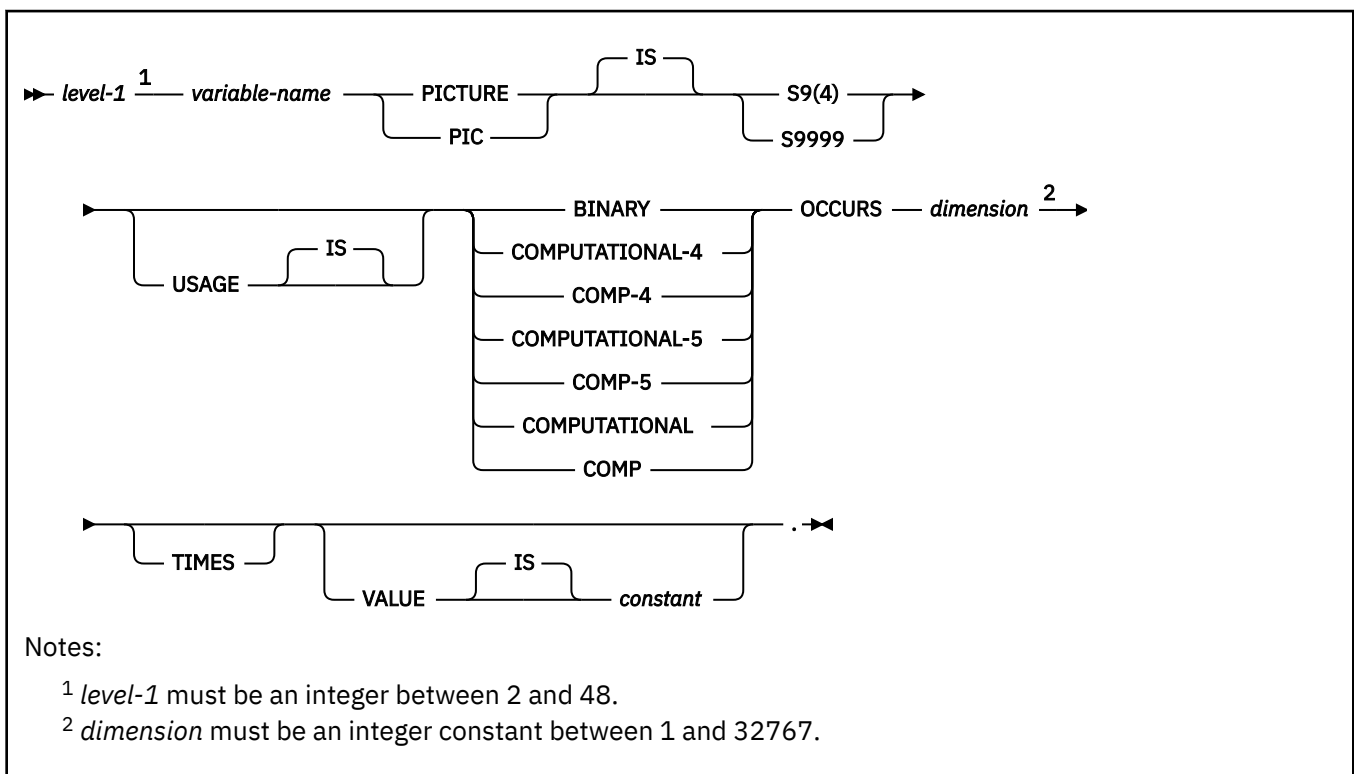 IS
level-1 1 variable-name PICTURE S9(4)
PIC S9999
BINARY OCCURS dimension 2
IS COMPUTATIONAL-4
USAGE COMP-4
COMPUTATIONAL-5
COMP-5
COMPUTATIONAL
COMP
.
TIMES IS
VALUE constant
Notes:
1 level-1 must be an integer between 2 and 48.
2 dimension must be an integer constant between 1 and 32767.